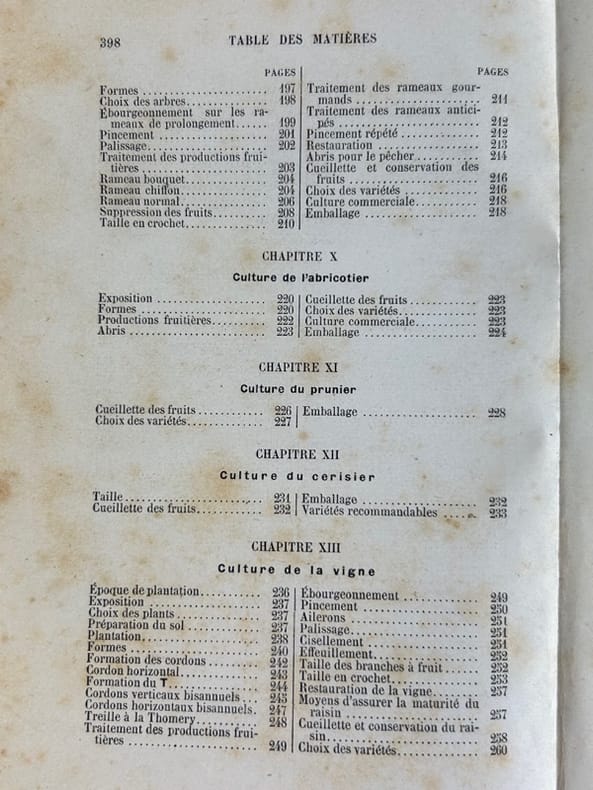 398
TABLE DES MATIÈRES
PAGES
Formes ...................... 197
Choix des arbres............... 198
Ébourgeonnement sur les ra-
meaux de prolongement...... 199
Pincement ................... 201
Palissage..................... 202
Traitement des productions frui-
tières ...................... 203
Rameau bouquet............. 204
Rameau chiffon.............. 204
Rameau normal.............. 206
Suppression des fruits......... 208
Taille en crochet.............. 210
PAGES
Traitement des rameaux gour-
mands ..................... 211
Traitement des rameaux antici-
pés ........................ 212
Pincement répété ............. 212
Restauration ................. 213
Abris pour le pêcher........... 214
Cueillette et conservation des
fruits ...................... 216
Choix des variétés............. 216
Culture commerciale........... 218
Emballage ................... 218
CHAPITRE X
Culture de l'abricotier
Exposition ................... 220
Formes ...................... 220
Productions fruitières......... 222
Abris ....................... 223
Cueillette des fruits........... 223
Choix des variétés............. 223
Culture commerciale........... 223
Emballage ................... 224
CHAPITRE XI
Culture du prunier
Cueillette des fruits........... 226
Choix des variétés............. 227
Emballage ................... 228
CHAPITRE XII
Culture du cerisier
Taille........................ 231
Cueillette des fruits........... 232
Emballage ................... 232
Variétés recommandables ..... 233
CHAPITRE XIII
Culture de la vigne
Époque de plantation.......... 236
Exposition ................... 237
Choix des plants .............. 237
Préparation du sol ............ 237
Plantation.................... 238
Formes ...................... 240
Formation des cordons ........ 242
Cordon horizontal............. 243
Formation du T............... 244
Cordons verticaux bisannuels ... 245
Cordons horizontaux bisannuels. 247
Treille à la Thomery........... 248
Traitement des productions frui-
tières ...................... 249
Ébourgeonnement ............ 249
Pincement ................... 250
Ailerons ..................... 251
Palissage..................... 251
Cisellement .................. 251
Effeuillement................. 252
Taille des branches à fruit...... 252
Taille en crochet.............. 253
Restauration de la vigne....... 257
Moyens d'assurer la maturité du
raisin ...................... 257
Cueillette et conservation du rai-
sin......................... 258
Choix des variétés............. 260